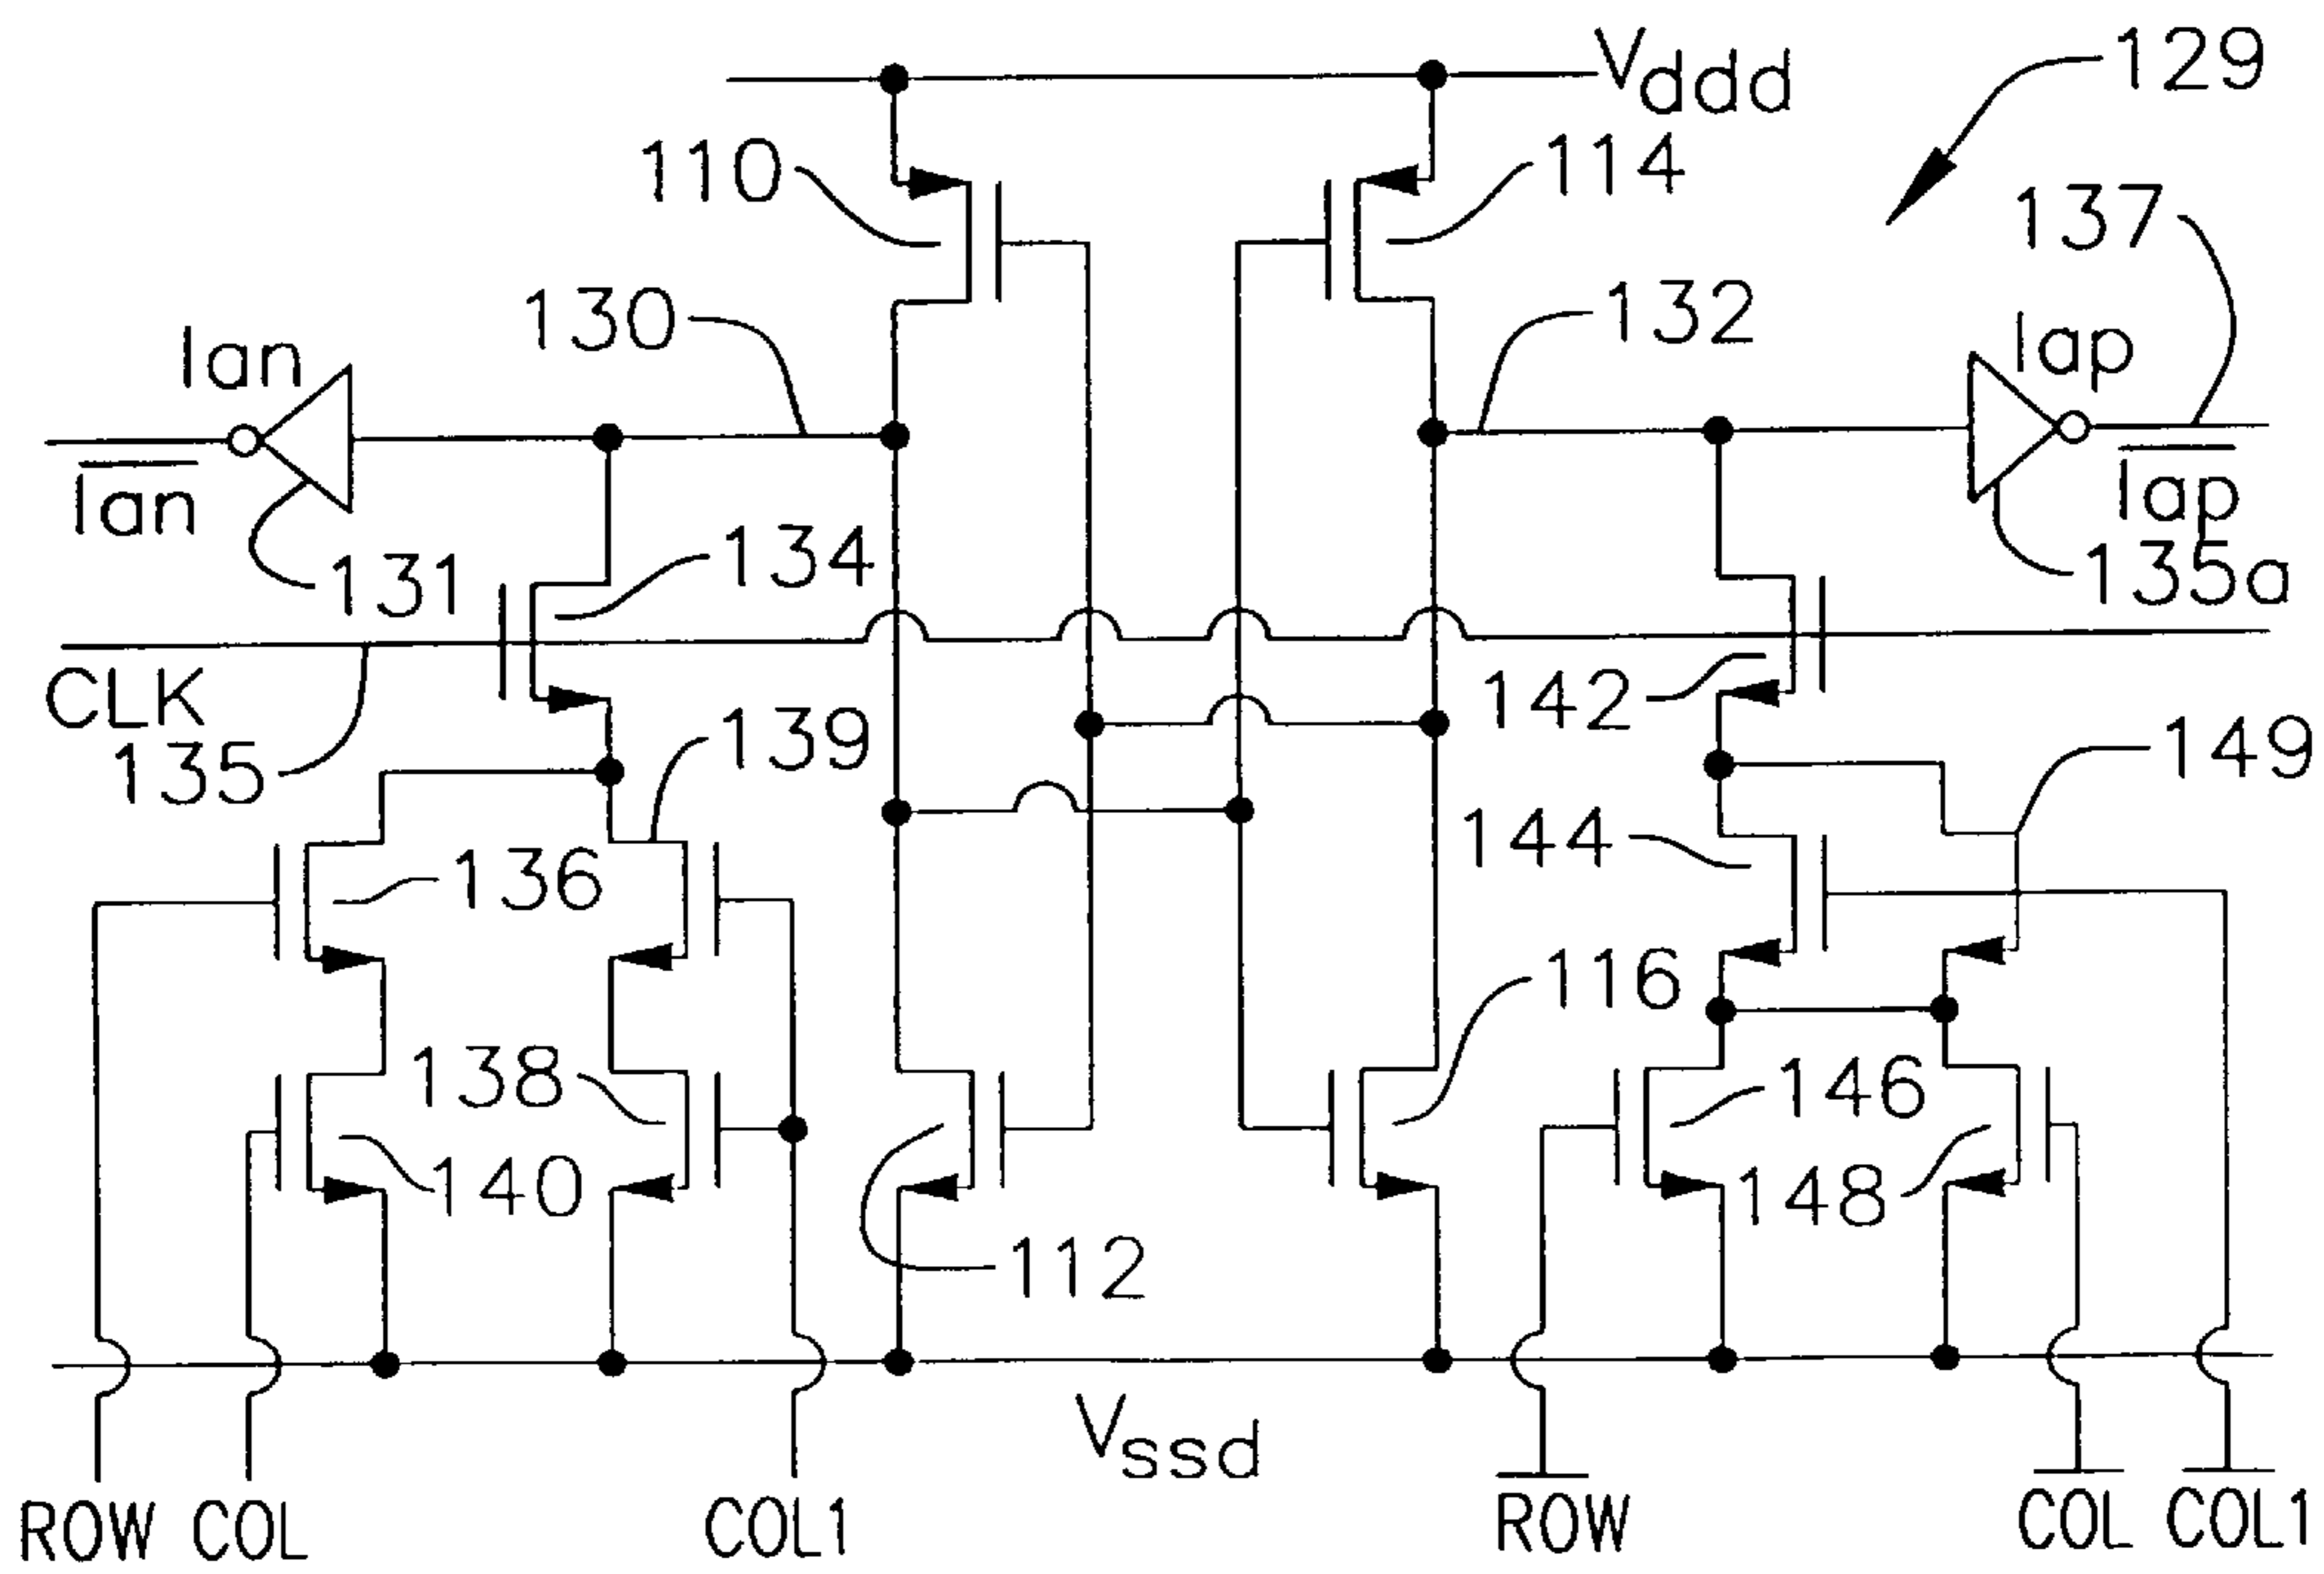 Vddd
129
110
114
137
130
132
Ian
Iap
Ian
Iap
131
134
135a
CLK
142
135
139
149
136
144
116
138
146
140
148
112
Vssd
ROW COL COL1 ROW COL COL1